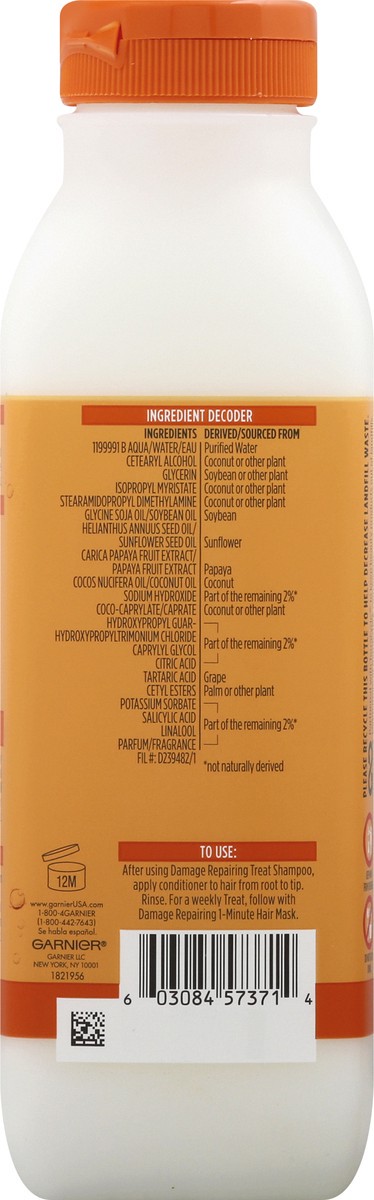 INGREDIENT DECODER
INGREDIENTS DERIVED/SOURCED FROM
1199991 B AQUA/WATER/EAU Purified Water
CETEARYL ALCOHOL Coconut or other plant
GLYCERIN Soybean or other plant
ISOPROPYL MYRISTATE Coconut or other plant
STEARAMIDOPROPYL DIMETHYLAMINE Coconut or other plant
GLYCINE SOJA OIL/SOYBEAN OIL Soybean
HELIANTHUS ANNUUS SEED OIL/
SUNFLOWER SEED OIL Sunflower
CARICA PAPAYA FRUIT EXTRACT/
PAPAYA FRUIT EXTRACT Papaya
COCOS NUCIFERA OIL/COCONUT OIL Coconut
SODIUM HYDROXIDE Part of the remaining 2%*
COCO-CAPRYLATE/CAPRATE Coconut or other plant
HYDROXYPROPYL GUAR-
HYDROXYPROPYLTRIMONIUM CHLORIDE
CAPRYLYL GLYCOL Part of the remaining 2%*
CITRIC ACID
TARTARIC ACID Grape
CETYL ESTERS Palm or other plant
POTASSIUM SORBATE
SALICYLIC ACID Part of the remaining 2%*
LINALOOL
PARFUM/FRAGRANCE
FIL #: D239482/1
*not naturally derived
TO USE:
After using Damage Repairing Treat Shampoo,
apply conditioner to hair from root to tip.
Rinse. For a weekly Treat, follow with
Damage Repairing 1-Minute Hair Mask.
12M
www.garnierUSA.com
1-800-4GARNIER
(1-800-442-7643)
Se habla español.
GARNIER®
GARNIER LLC
NEW YORK, NY 10001
1821956
6 03084 57371 4
PLEASE RECYCLE THIS BOTTLE TO HELP DECREASE LANDFILL WASTE.